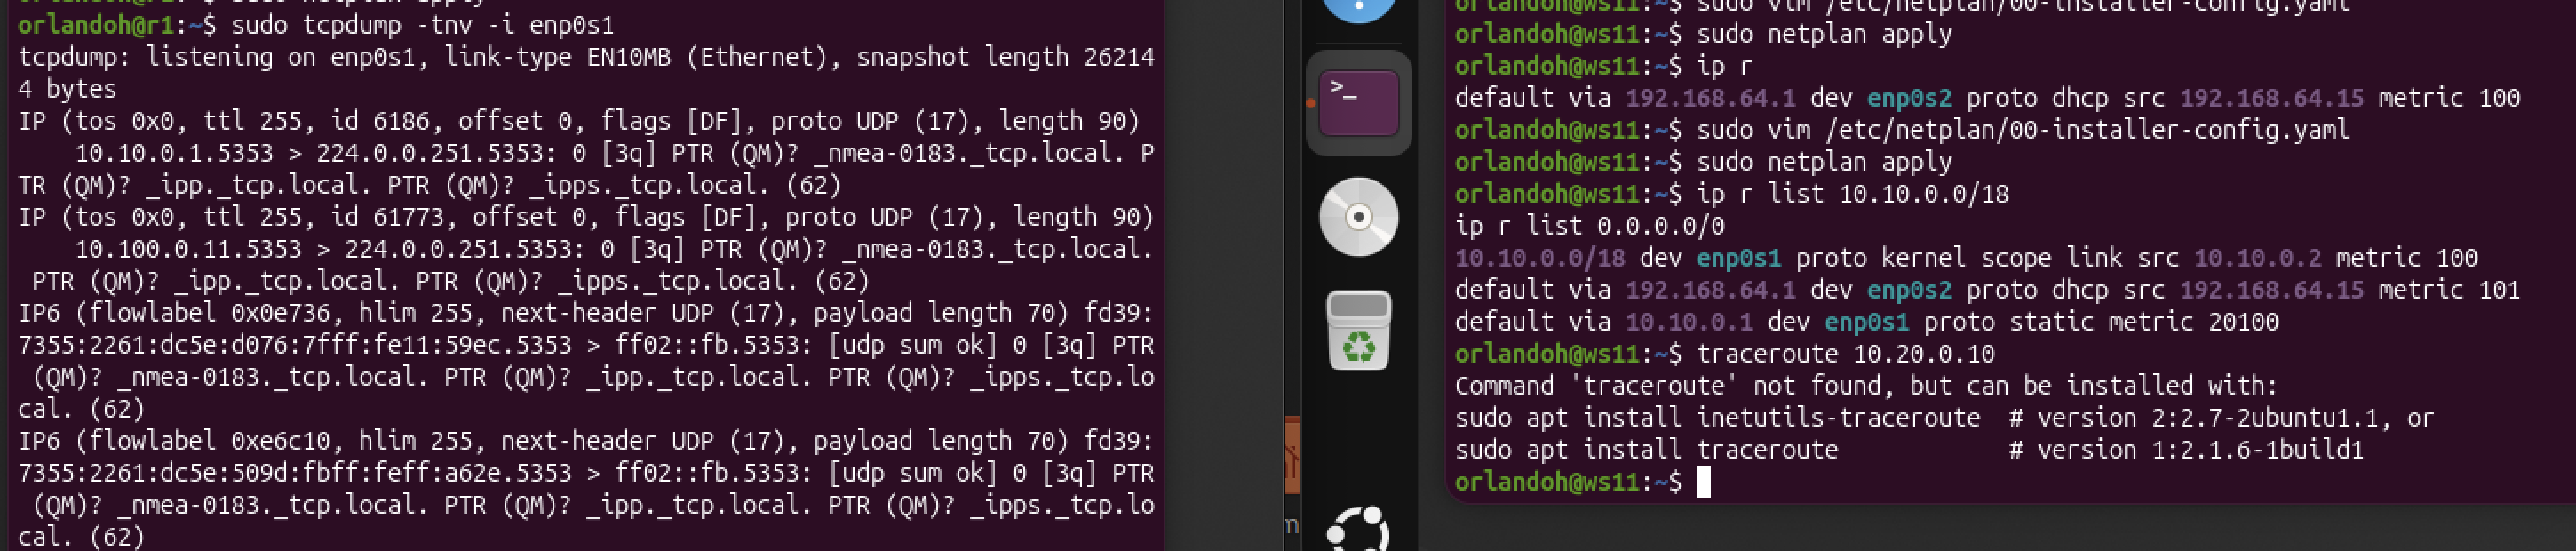 orlandoh@r1:~$ sudo netplan apply
orlandoh@r1:~$ sudo tcpdump -tnv -i enp0s1
tcpdump: listening on enp0s1, link-type EN10MB (Ethernet), snapshot length 26214
4 bytes
IP (tos 0x0, ttl 255, id 6186, offset 0, flags [DF], proto UDP (17), length 90)
    10.10.0.1.5353 > 224.0.0.251.5353: 0 [3q] PTR (QM)? _nmea-0183._tcp.local. P
TR (QM)? _ipp._tcp.local. PTR (QM)? _ipps._tcp.local. (62)
IP (tos 0x0, ttl 255, id 61773, offset 0, flags [DF], proto UDP (17), length 90)
    10.100.0.11.5353 > 224.0.0.251.5353: 0 [3q] PTR (QM)? _nmea-0183._tcp.local.
 PTR (QM)? _ipp._tcp.local. PTR (QM)? _ipps._tcp.local. (62)
IP6 (flowlabel 0x0e736, hlim 255, next-header UDP (17), payload length 70) fd39:
7355:2261:dc5e:d076:7fff:fe11:59ec.5353 > ff02::fb.5353: [udp sum ok] 0 [3q] PTR
 (QM)? _nmea-0183._tcp.local. PTR (QM)? _ipp._tcp.local. PTR (QM)? _ipps._tcp.lo
cal. (62)
IP6 (flowlabel 0xe6c10, hlim 255, next-header UDP (17), payload length 70) fd39:
7355:2261:dc5e:509d:fbff:feff:a62e.5353 > ff02::fb.5353: [udp sum ok] 0 [3q] PTR
 (QM)? _nmea-0183._tcp.local. PTR (QM)? _ipp._tcp.local. PTR (QM)? _ipps._tcp.lo
cal. (62)
orlandoh@ws11:~$ sudo vim /etc/netplan/00-installer-config.yaml
orlandoh@ws11:~$ sudo netplan apply
orlandoh@ws11:~$ ip r
default via 192.168.64.1 dev enp0s2 proto dhcp src 192.168.64.15 metric 100
orlandoh@ws11:~$ sudo vim /etc/netplan/00-installer-config.yaml
orlandoh@ws11:~$ sudo netplan apply
orlandoh@ws11:~$ ip r list 10.10.0.0/18
ip r list 0.0.0.0/0
10.10.0.0/18 dev enp0s1 proto kernel scope link src 10.10.0.2 metric 100
default via 192.168.64.1 dev enp0s2 proto dhcp src 192.168.64.15 metric 101
default via 10.10.0.1 dev enp0s1 proto static metric 20100
orlandoh@ws11:~$ traceroute 10.20.0.10
Command 'traceroute' not found, but can be installed with:
sudo apt install inetutils-traceroute  # version 2:2.7-2ubuntu1.1, or
sudo apt install traceroute            # version 1:2.1.6-1build1
orlandoh@ws11:~$